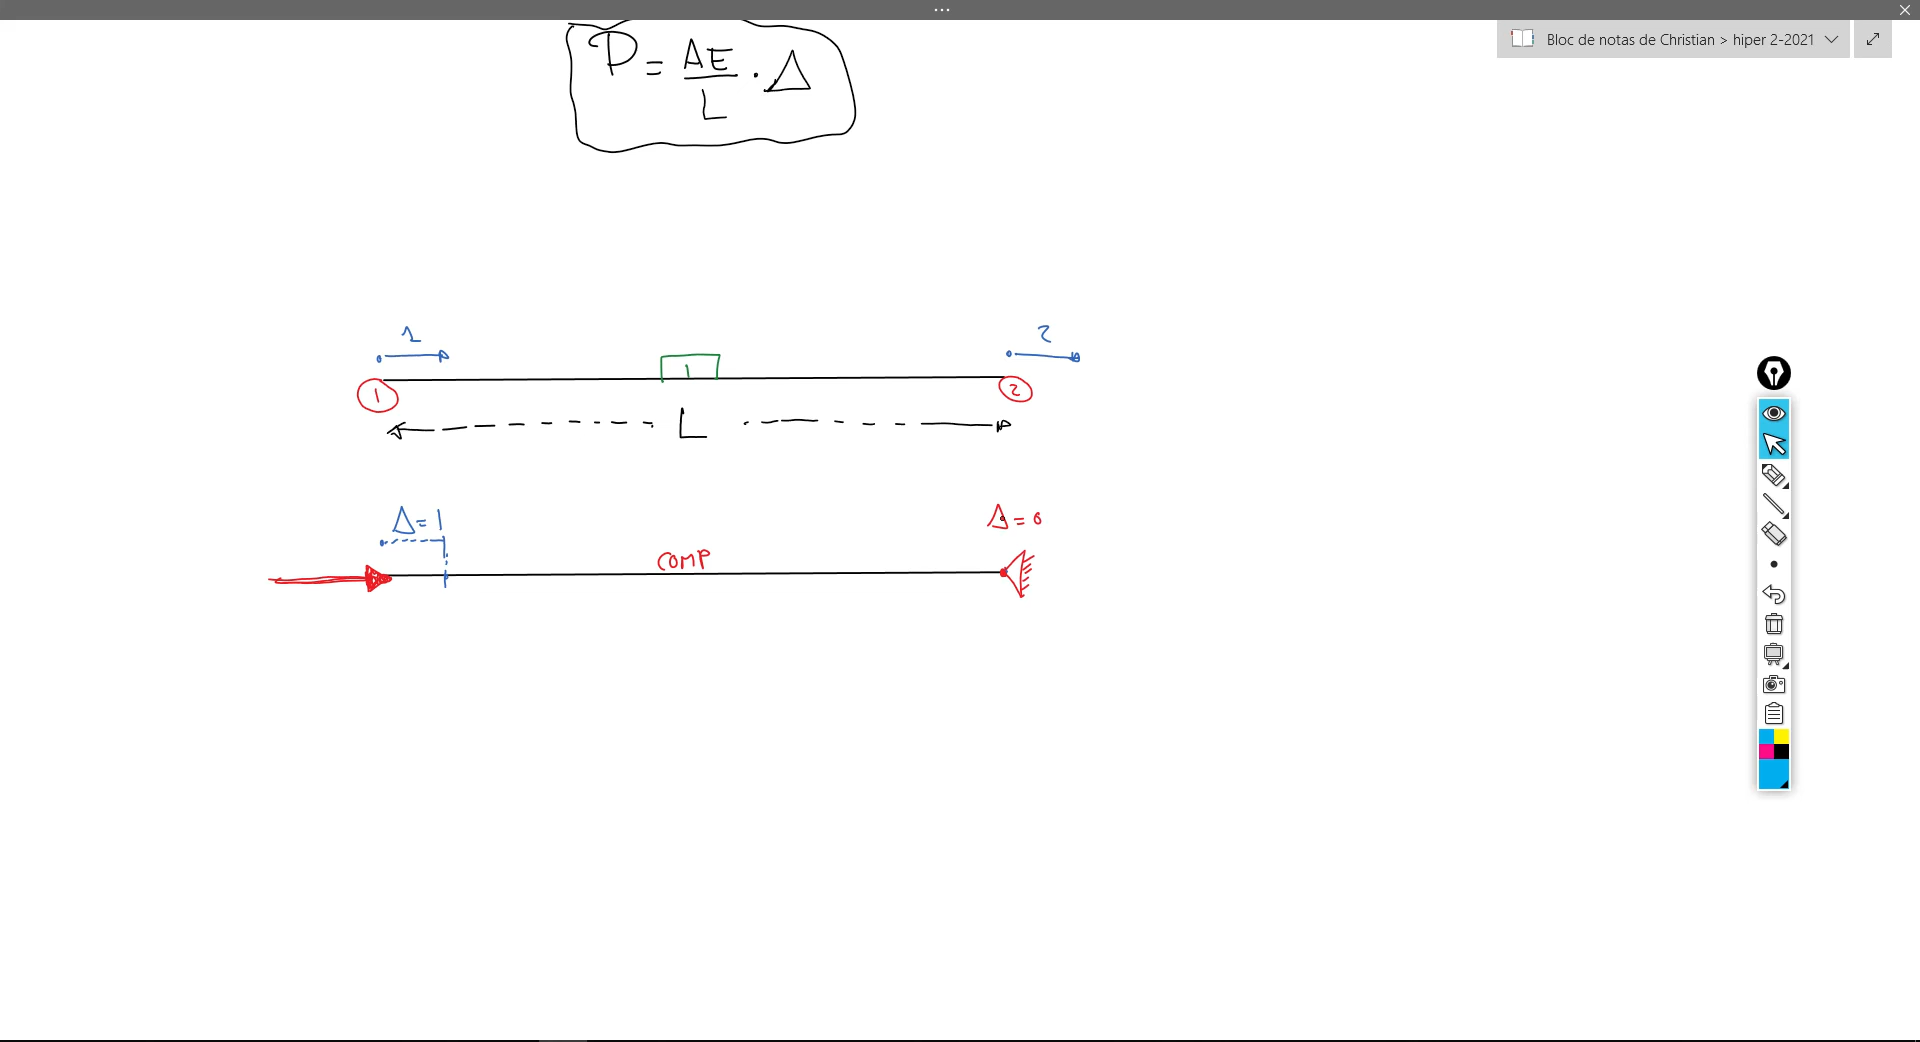 ...
Bloc de notas de Christian > hiper 2-2021
P = AE/L · Δ
1 2
1
1 2
L
Δ = 1 Δ = 0
COMP